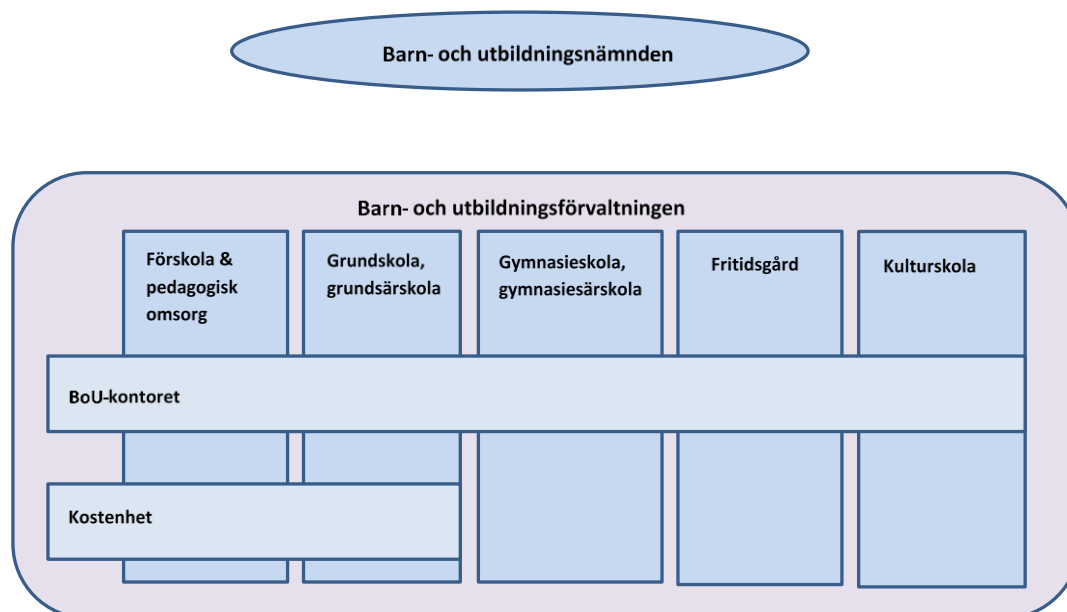 Barn- och utbildningsnämnden
Barn- och utbildningsförvaltningen
Förskola &
pedagogisk
omsorg
Grundskola,
grundsärskola
Gymnasieskola,
gymnasiesärskola
Fritidsgård
Kulturskola
BoU-kontoret
Kostenhet